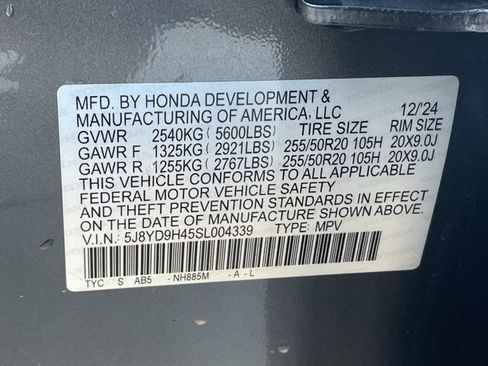 MFD. BY HONDA DEVELOPMENT &
MANUFACTURING OF AMERICA, LLC 12/'24
GVWR 2540KG(5600LBS) TIRE SIZE RIM SIZE
GAWR F 1325KG(2921LBS) 255/50R20 105H 20X9.0J
GAWR R 1255KG(2767LBS) 255/50R20 105H 20X9.0J
THIS VEHICLE CONFORMS TO ALL APPLICABLE
FEDERAL MOTOR VEHICLE SAFETY
AND THEFT PREVENTION STANDARDS IN EFFECT
ON THE DATE OF MANUFACTURE SHOWN ABOVE.
V.I.N.: 5J8YD9H45SL004339 TYPE: MPV
TYC S AB5 - NH885M - A - L